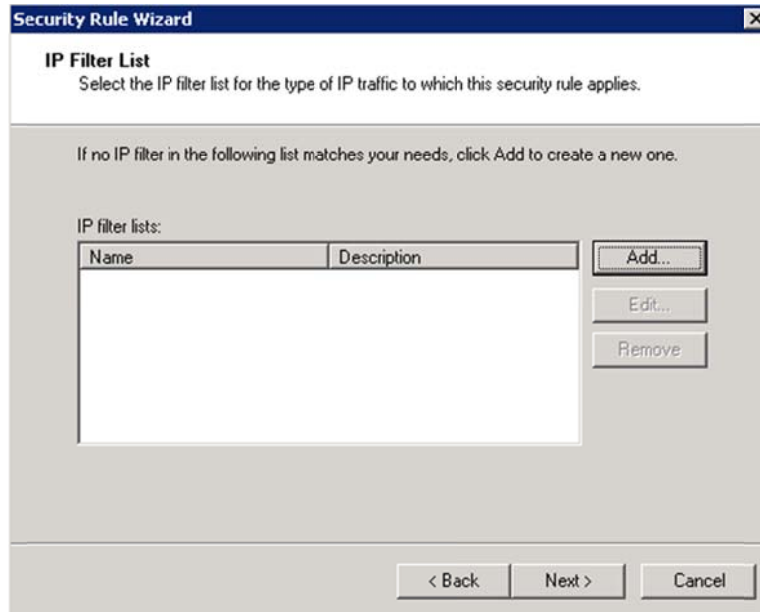 Security Rule Wizard
IP Filter List
Select the IP filter list for the type of IP traffic to which this security rule applies.
If no IP filter in the following list matches your needs, click Add to create a new one.
IP filter lists:
Name Description
Add...
Edit...
Remove
< Back Next > Cancel